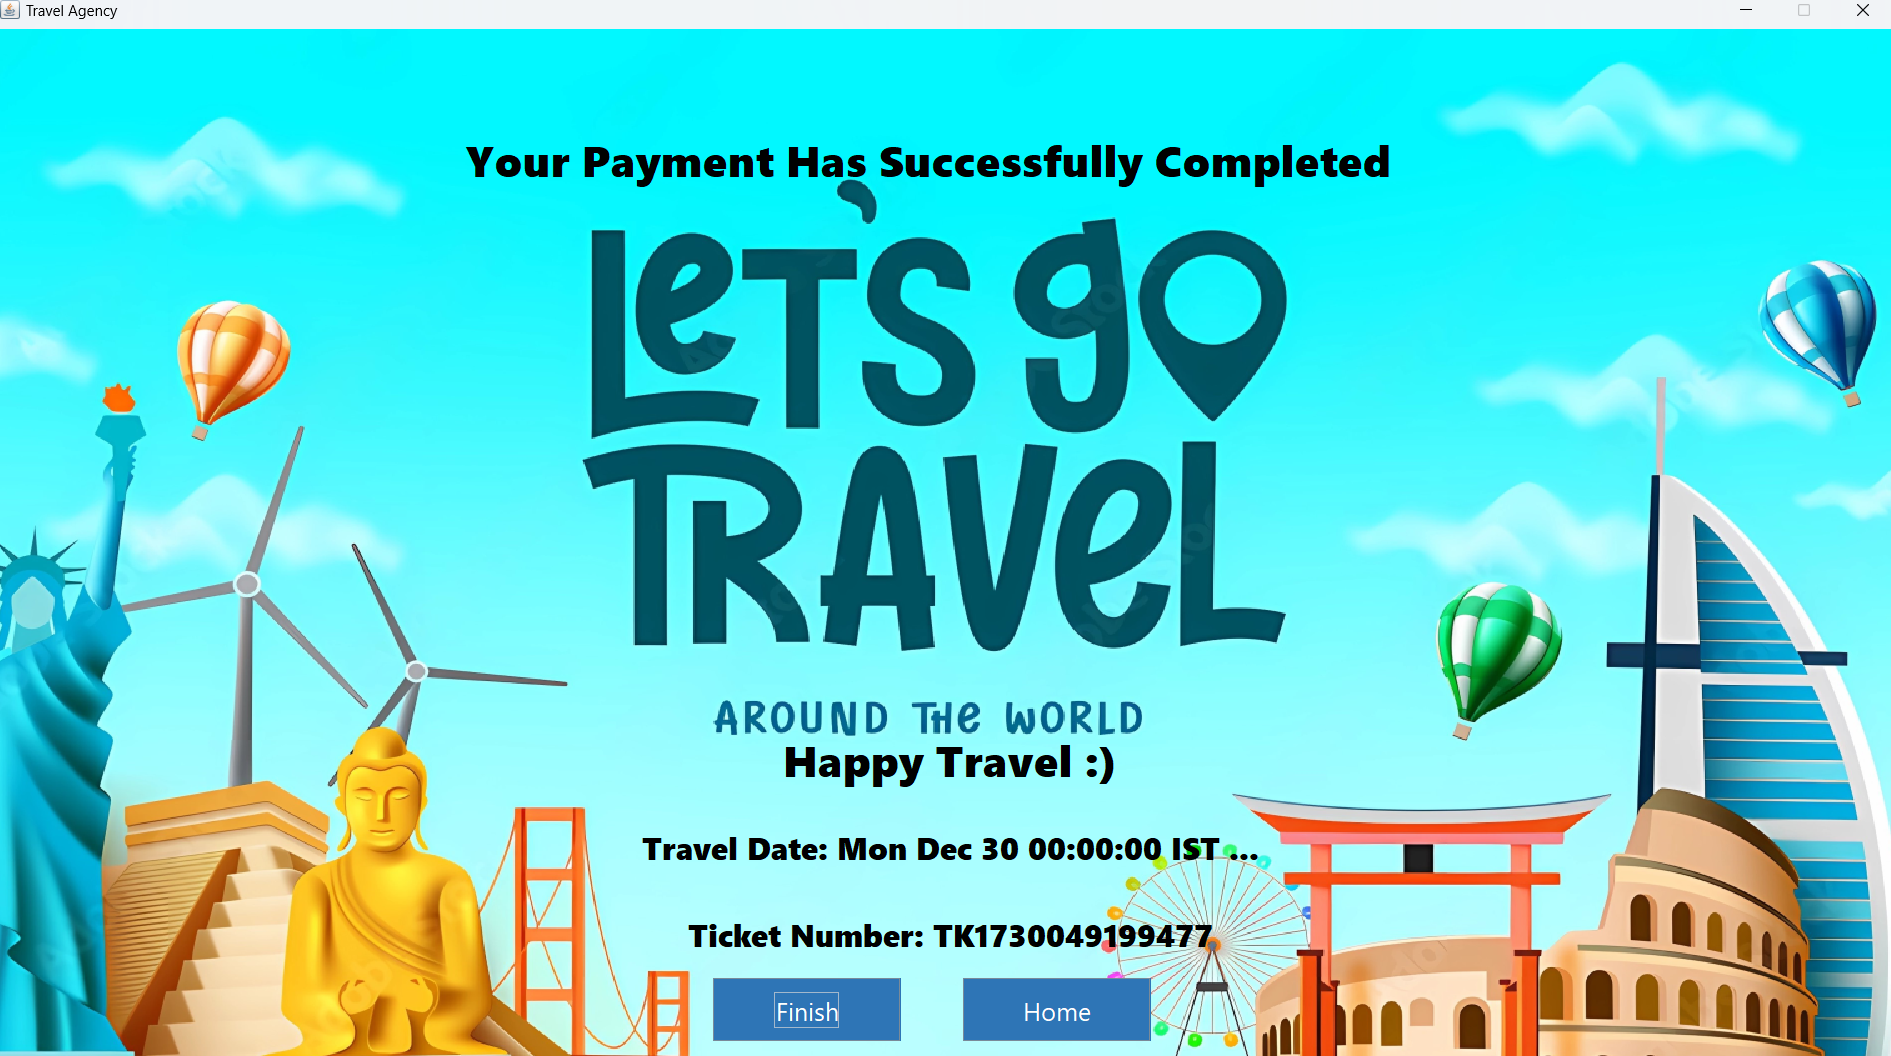 Travel Agency
Your Payment Has Successfully Completed
LET'S GO
TRAVEL
AROUND THE WORLD
Happy Travel :)
Travel Date: Mon Dec 30 00:00:00 IST ...
Ticket Number: TK1730049199477
Finish
Home